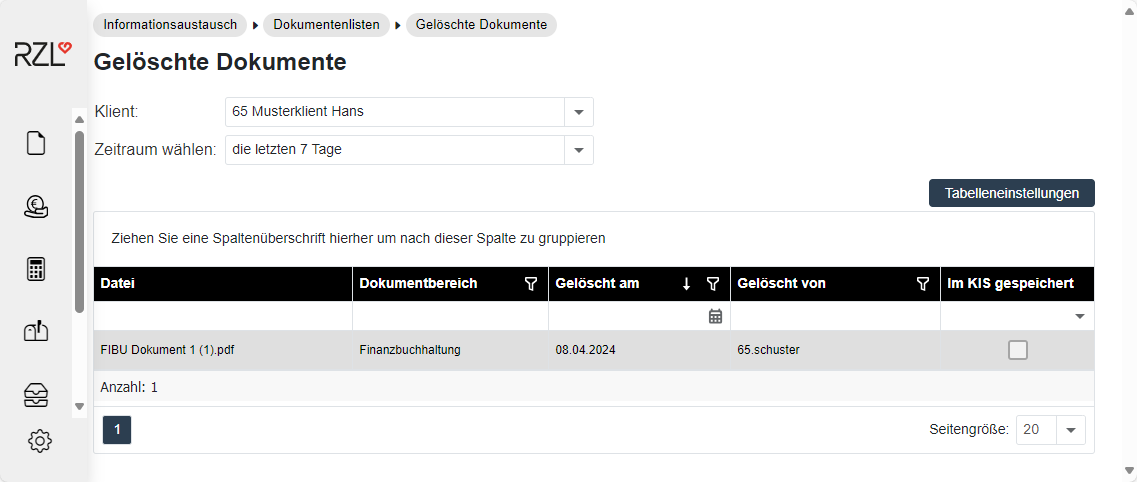 Informationsaustausch Dokumentenlisten Gelöschte Dokumente
RZL
Gelöschte Dokumente
Klient: 65 Musterklient Hans
Zeitraum wählen: die letzten 7 Tage
Tabelleneinstellungen
Ziehen Sie eine Spaltenüberschrift hierher um nach dieser Spalte zu gruppieren
Datei Dokumentbereich Gelöscht am Gelöscht von Im KIS gespeichert
FIBU Dokument 1 (1).pdf Finanzbuchhaltung 08.04.2024 65.schuster
Anzahl: 1
1 Seitengröße: 20